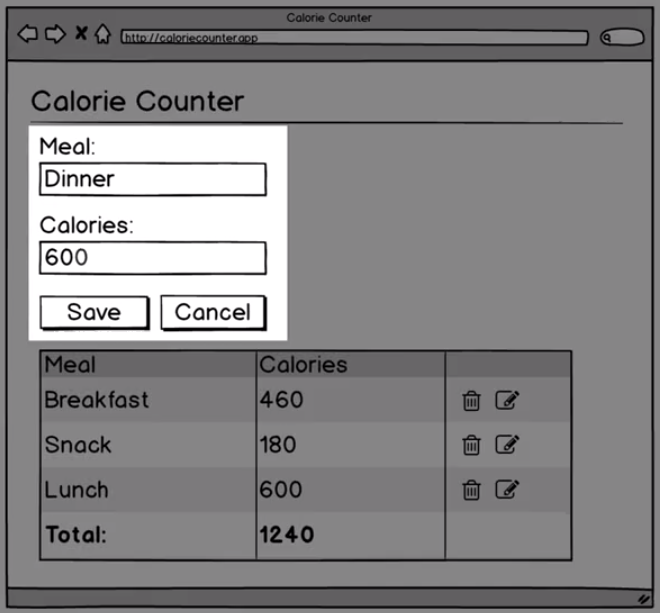 Calorie Counter
http://caloriecounter.app
Calorie Counter
Meal:
Dinner
Calories:
600
Save Cancel
Meal Calories
Breakfast 460
Snack 180
Lunch 600
Total: 1240